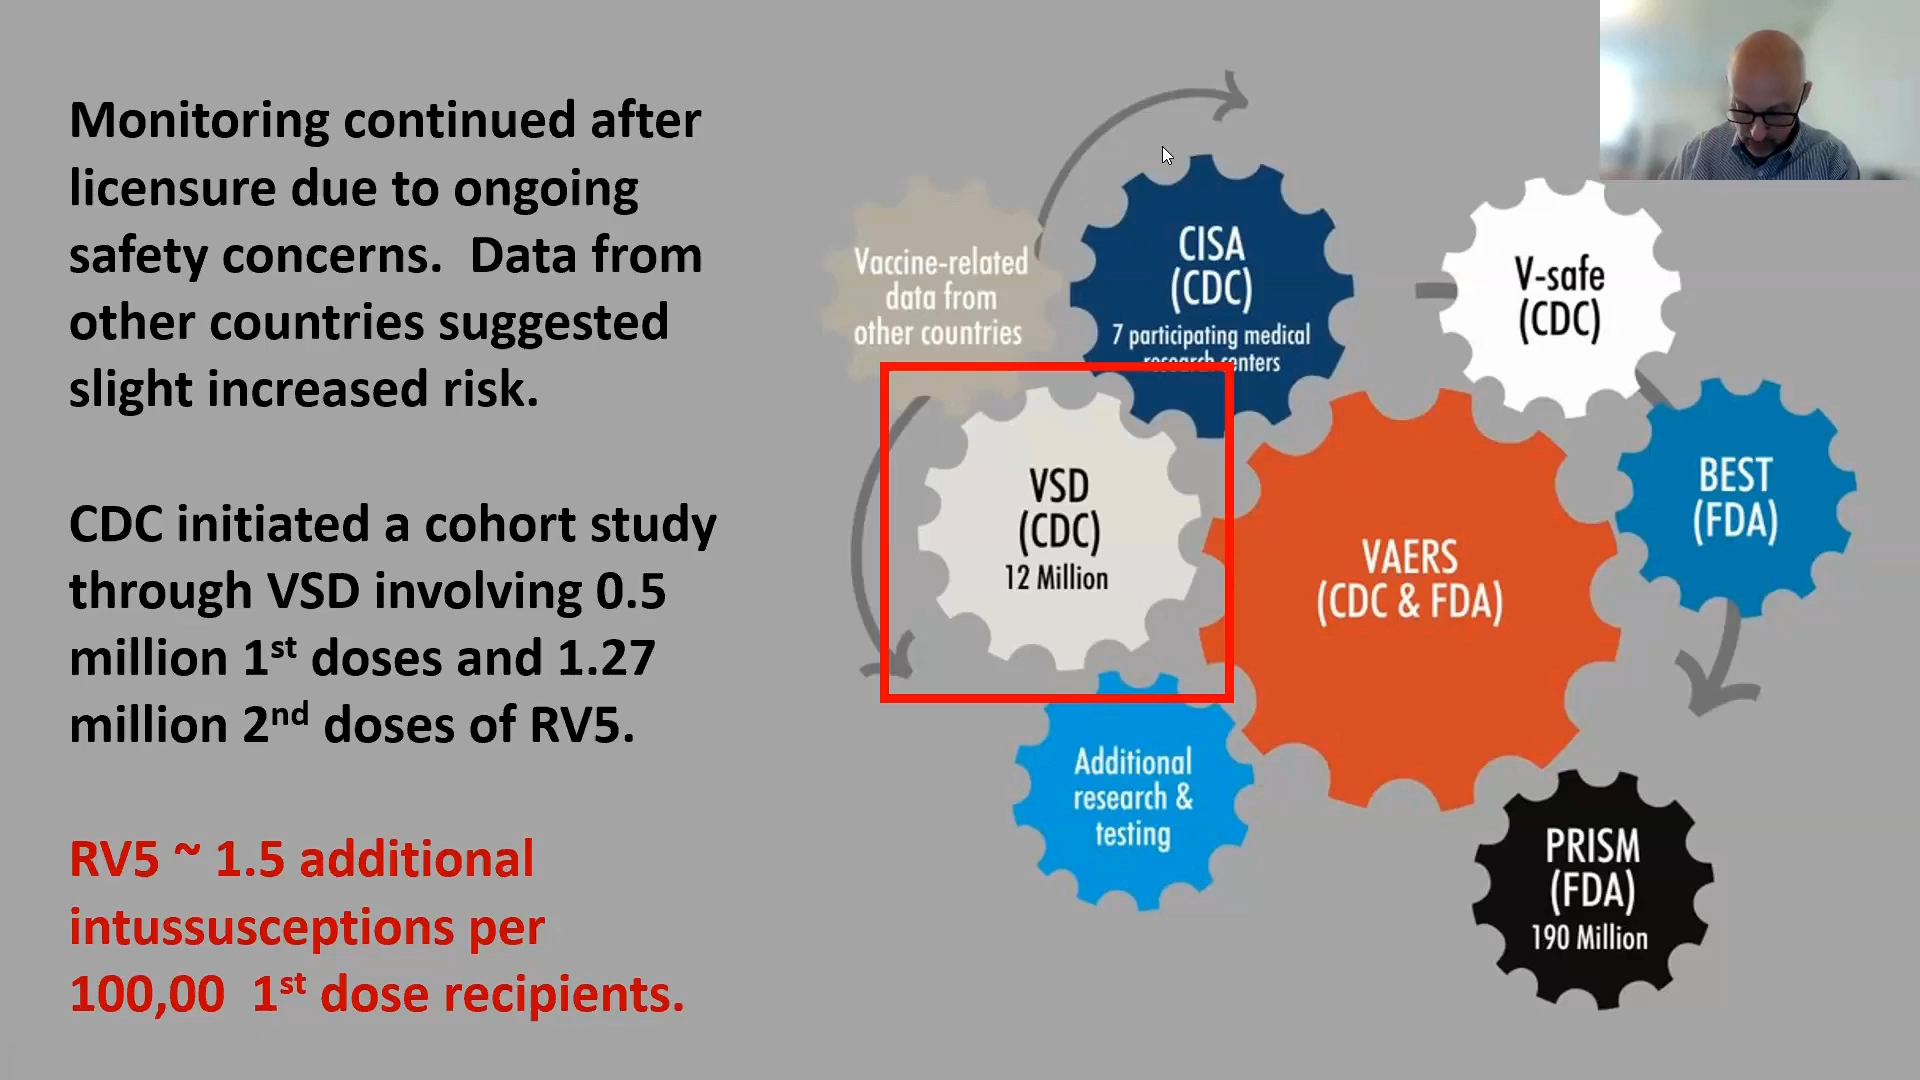 Monitoring continued after
licensure due to ongoing
safety concerns.  Data from
other countries suggested
slight increased risk.
CDC initiated a cohort study
through VSD involving 0.5
million 1st doses and 1.27
million 2nd doses of RV5.
RV5 ~ 1.5 additional
intussusceptions per
100,00  1st dose recipients.
Vaccine-related
data from
other countries
CISA
(CDC)
7 participating medical
research centers
V-safe
(CDC)
VSD
(CDC)
12 Million
VAERS
(CDC & FDA)
BEST
(FDA)
Additional
research &
testing
PRISM
(FDA)
190 Million